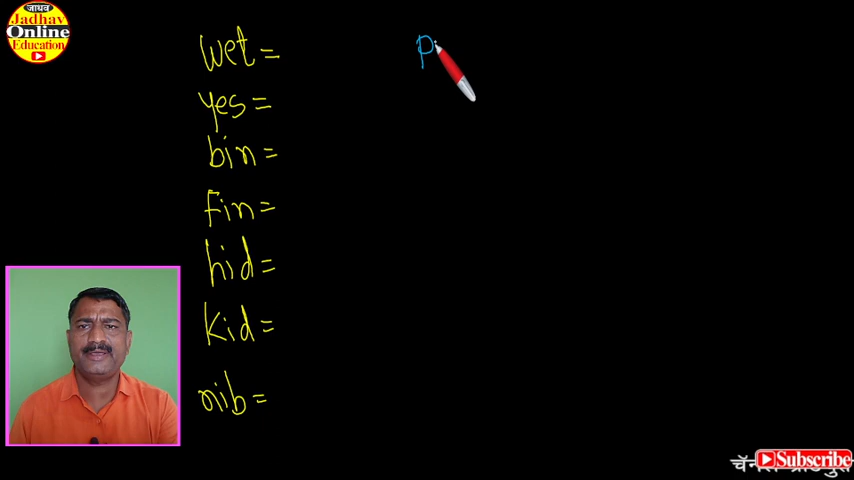 जाधव
Jadhav
Online
Education
wet =
yes =
bin =
fin =
hid =
kid =
nib =
P
Subscribe